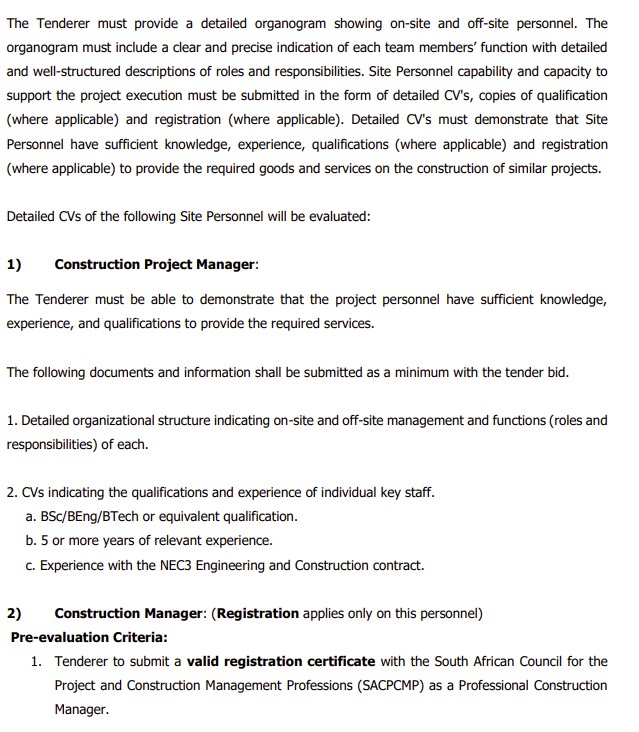 The Tenderer must provide a detailed organogram showing on-site and off-site personnel. The
organogram must include a clear and precise indication of each team members’ function with detailed
and well-structured descriptions of roles and responsibilities. Site Personnel capability and capacity to
support the project execution must be submitted in the form of detailed CV's, copies of qualification
(where applicable) and registration (where applicable). Detailed CV's must demonstrate that Site
Personnel have sufficient knowledge, experience, qualifications (where applicable) and registration
(where applicable) to provide the required goods and services on the construction of similar projects.
Detailed CVs of the following Site Personnel will be evaluated:
1) Construction Project Manager:
The Tenderer must be able to demonstrate that the project personnel have sufficient knowledge,
experience, and qualifications to provide the required services.
The following documents and information shall be submitted as a minimum with the tender bid.
1. Detailed organizational structure indicating on-site and off-site management and functions (roles and
responsibilities) of each.
2. CVs indicating the qualifications and experience of individual key staff.
a. BSc/BEng/BTech or equivalent qualification.
b. 5 or more years of relevant experience.
c. Experience with the NEC3 Engineering and Construction contract.
2) Construction Manager: (Registration applies only on this personnel)
Pre-evaluation Criteria:
1. Tenderer to submit a valid registration certificate with the South African Council for the
Project and Construction Management Professions (SACPCMP) as a Professional Construction
Manager.